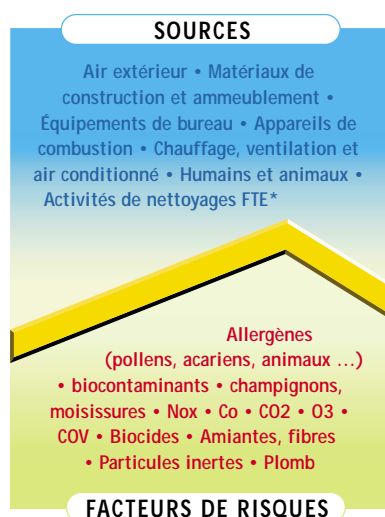 SOURCES
Air extérieur • Matériaux de
construction et ammeublement •
Équipements de bureau • Appareils de
combustion • Chauffage, ventilation et
air conditionné • Humains et animaux •
Activités de nettoyages FTE*
Allergènes
(pollens, acariens, animaux ...)
• biocontaminants • champignons,
moisissures • Nox • Co • CO2 • O3 •
COV • Biocides • Amiantes, fibres
• Particules inertes • Plomb
FACTEURS DE RISQUES